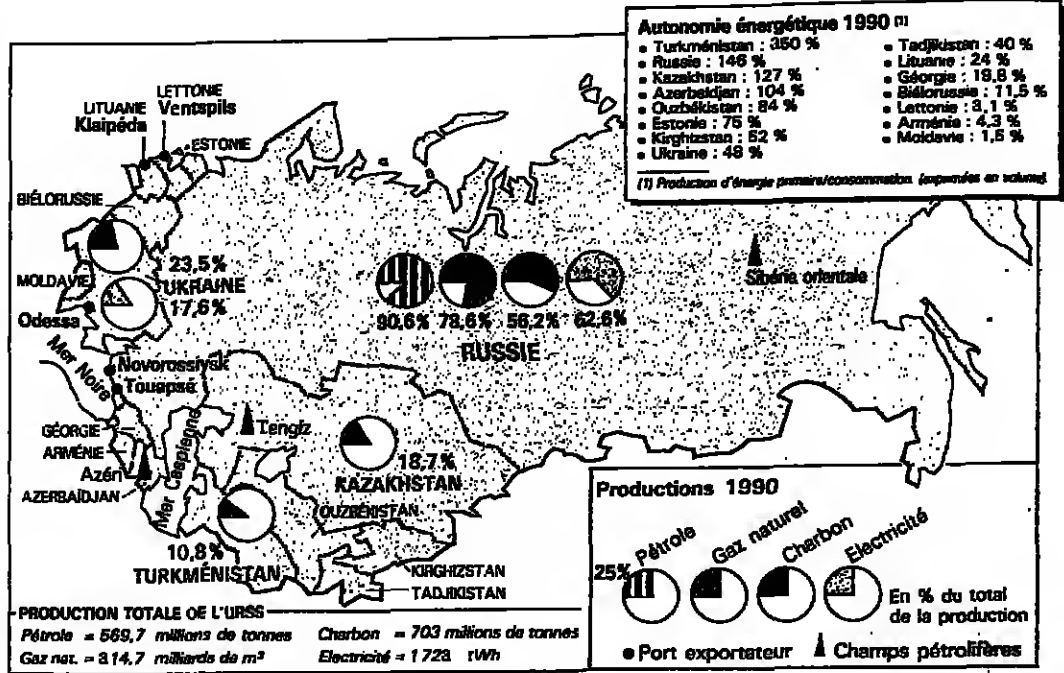 Autonomie énergétique 1990 (1)
• Turkménistan : 350 %
• Russie : 146 %
• Kazakhstan : 127 %
• Azerbaïdjan : 104 %
• Ouzbékistan : 84 %
• Estonie : 75 %
• Kirghizstan : 52 %
• Ukraine : 48 %
• Tadjikistan : 40 %
• Lituanie : 24 %
• Géorgie : 19,8 %
• Biélorussie : 11,5 %
• Lettonie : 3,1 %
• Arménie : 4,3 %
• Moldavie : 1,5 %
(1) Production d'énergie primaire/consommation (exprimées en volume)
LETTONIE
Ventspils
LITUANIE
Klaipéda
ESTONIE
BIÉLORUSSIE
23,5%
UKRAINE
17,6%
MOLDAVIE
Odessa
Mer Noire
Novorossiysk
Touapsé
GÉORGIE
ARMÉNIE
Azéri
AZERBAÏDJAN
Mer Caspienne
Tengiz
90,6% 78,6% 56,2% 62,6%
RUSSIE
Sibérie orientale
18,7%
KAZAKHSTAN
OUZBÉKISTAN
10,8%
TURKMÉNISTAN
KIRGHIZSTAN
TADJIKISTAN
PRODUCTION TOTALE DE L'URSS
Pétrole = 569,7 millions de tonnes
Charbon = 703 millions de tonnes
Gaz nat. = 814,7 milliards de m³
Electricité = 1 723 tWh
Productions 1990
25%
Pétrole
Gaz naturel
Charbon
Electricité
En % du total
de la production
• Port exportateur
Champs pétrolifères